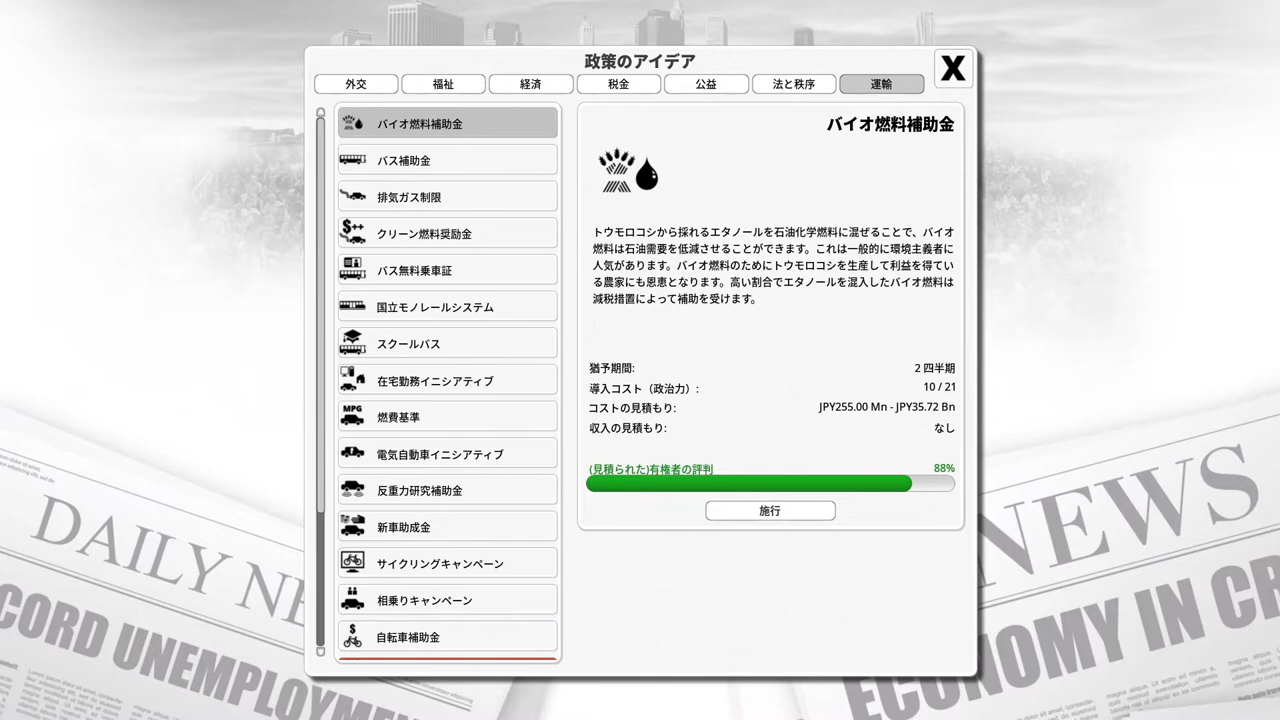 政策のアイデア
X
外交
福祉
経済
税金
公益
法と秩序
運輸
バイオ燃料補助金
バス補助金
排気ガス制限
$++
クリーン燃料奨励金
バス無料乗車証
国立モノレールシステム
スクールバス
在宅勤務イニシアティブ
MPG
燃費基準
電気自動車イニシアティブ
反重力研究補助金
新車助成金
サイクリングキャンペーン
相乗りキャンペーン
$
自転車補助金
バイオ燃料補助金
トウモロコシから採れるエタノールを石油化学燃料に混ぜることで、バイオ
燃料は石油需要を低減させることができます。これは一般的に環境主義者に
人気があります。バイオ燃料のためにトウモロコシを生産して利益を得てい
る農家にも恩恵となります。高い割合でエタノールを混入したバイオ燃料は
減税措置によって補助を受けます。
猶予期間: 2 四半期
導入コスト（政治力）: 10 / 21
コストの見積もり: JPY255.00 Mn - JPY35.72 Bn
収入の見積もり: なし
(見積られた)有権者の評判 88%
施行
DAILY NE
CORD UNEMPLOYM
NEWS
ECONOMY IN CR